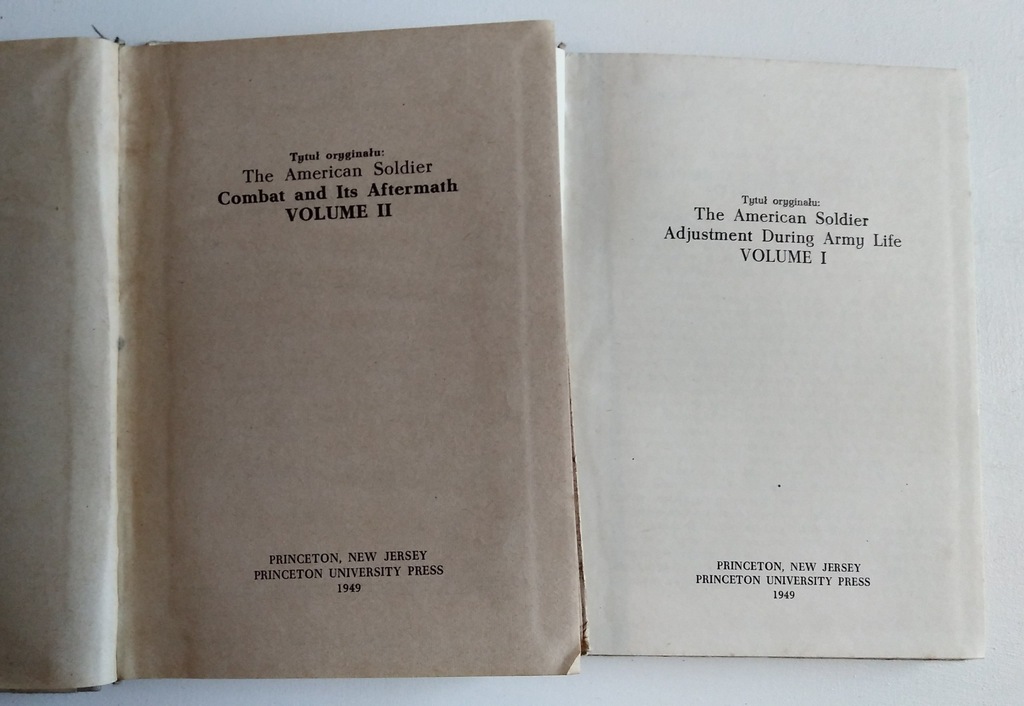 Tytuł oryginału:
The American Soldier
Combat and Its Aftermath
VOLUME II
PRINCETON, NEW JERSEY
PRINCETON UNIVERSITY PRESS
1949
Tytuł oryginału:
The American Soldier
Adjustment During Army Life
VOLUME I
PRINCETON, NEW JERSEY
PRINCETON UNIVERSITY PRESS
1949